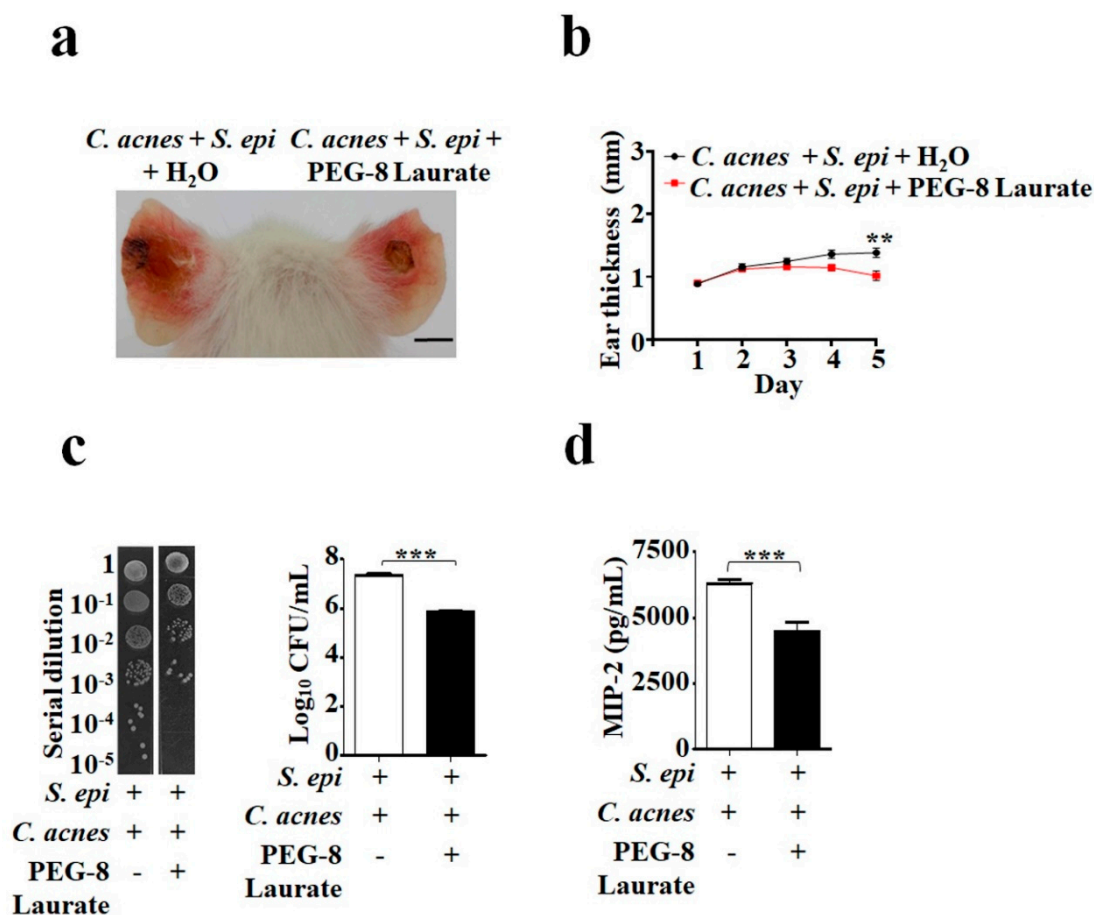 a
C. acnes + S. epi
+ H₂O
C. acnes + S. epi +
PEG-8 Laurate
b
Ear thickness (mm)
3
2
1
0
C. acnes + S. epi + H₂O
C. acnes + S. epi + PEG-8 Laurate
**
1 2 3 4 5
Day
c
Serial dilution
1
10⁻¹
10⁻²
10⁻³
10⁻⁴
10⁻⁵
S. epi + +
C. acnes + +
PEG-8 - +
Laurate
Log₁₀ CFU/mL
8
6
4
2
0
***
S. epi + +
C. acnes + +
PEG-8 - +
Laurate
d
MIP-2 (pg/mL)
7500
5000
2500
0
***
S. epi + +
C. acnes + +
PEG-8 - +
Laurate